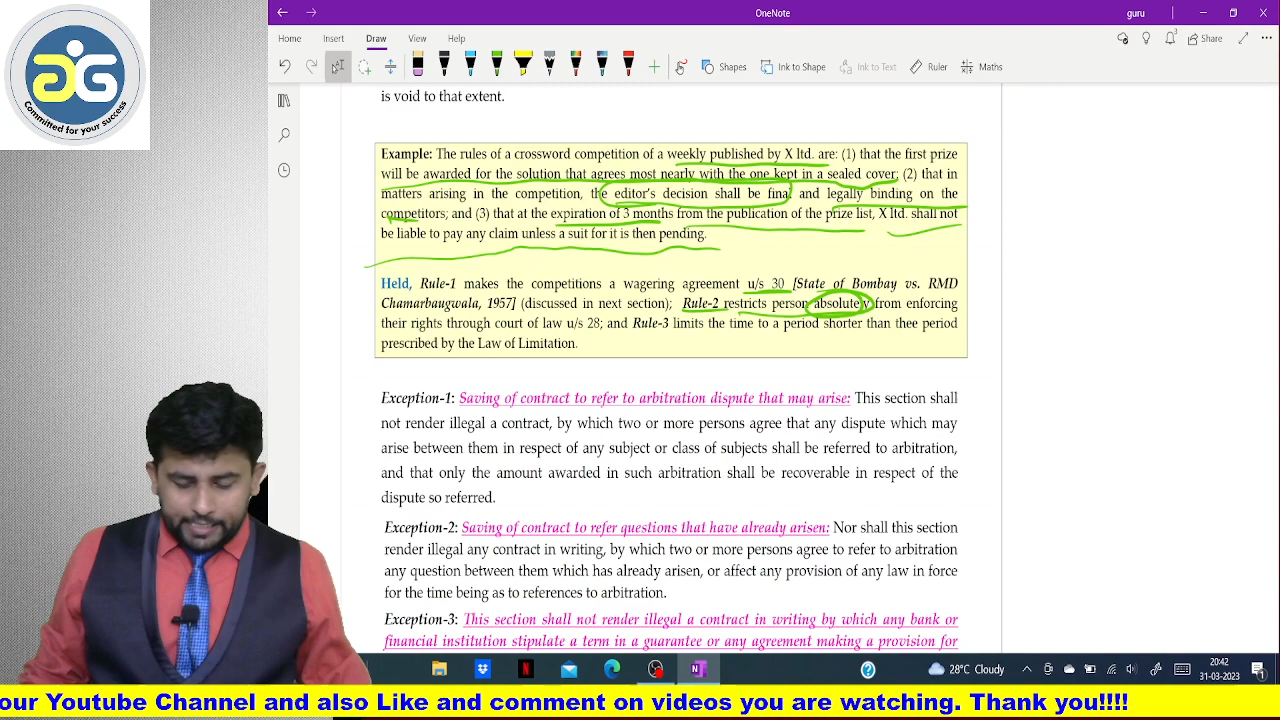 OneNote
guru
Home Insert Draw View Help
Shapes Ink to Shape Ink to Text Ruler Maths
3
Share
GG
Committed for your success
is void to that extent.
Example: The rules of a crossword competition of a weekly published by X ltd. are: (1) that the first prize
will be awarded for the solution that agrees most nearly with the one kept in a sealed cover; (2) that in
matters arising in the competition, the editor's decision shall be final and legally binding on the
competitors; and (3) that at the expiration of 3 months from the publication of the prize list, X ltd. shall not
be liable to pay any claim unless a suit for it is then pending.
Held, Rule-1 makes the competitions a wagering agreement u/s 30 [State of Bombay vs. RMD
Chamarbaugwala, 1957] (discussed in next section); Rule-2 restricts person absolutely from enforcing
their rights through court of law u/s 28; and Rule-3 limits the time to a period shorter than thee period
prescribed by the Law of Limitation.
Exception-1: Saving of contract to refer to arbitration dispute that may arise: This section shall
not render illegal a contract, by which two or more persons agree that any dispute which may
arise between them in respect of any subject or class of subjects shall be referred to arbitration,
and that only the amount awarded in such arbitration shall be recoverable in respect of the
dispute so referred.
Exception-2: Saving of contract to refer questions that have already arisen: Nor shall this section
render illegal any contract in writing, by which two or more persons agree to refer to arbitration
any question between them which has already arisen, or affect any provision of any law in force
for the time being as to references to arbitration.
Exception-3: This section shall not render illegal a contract in writing by which any bank or
financial institution stipulate a term in a guarantee or any agreement making a provision for
28°C Cloudy
20:42
31-03-2023
1
our Youtube Channel and also Like and comment on videos you are watching. Thank you!!!!